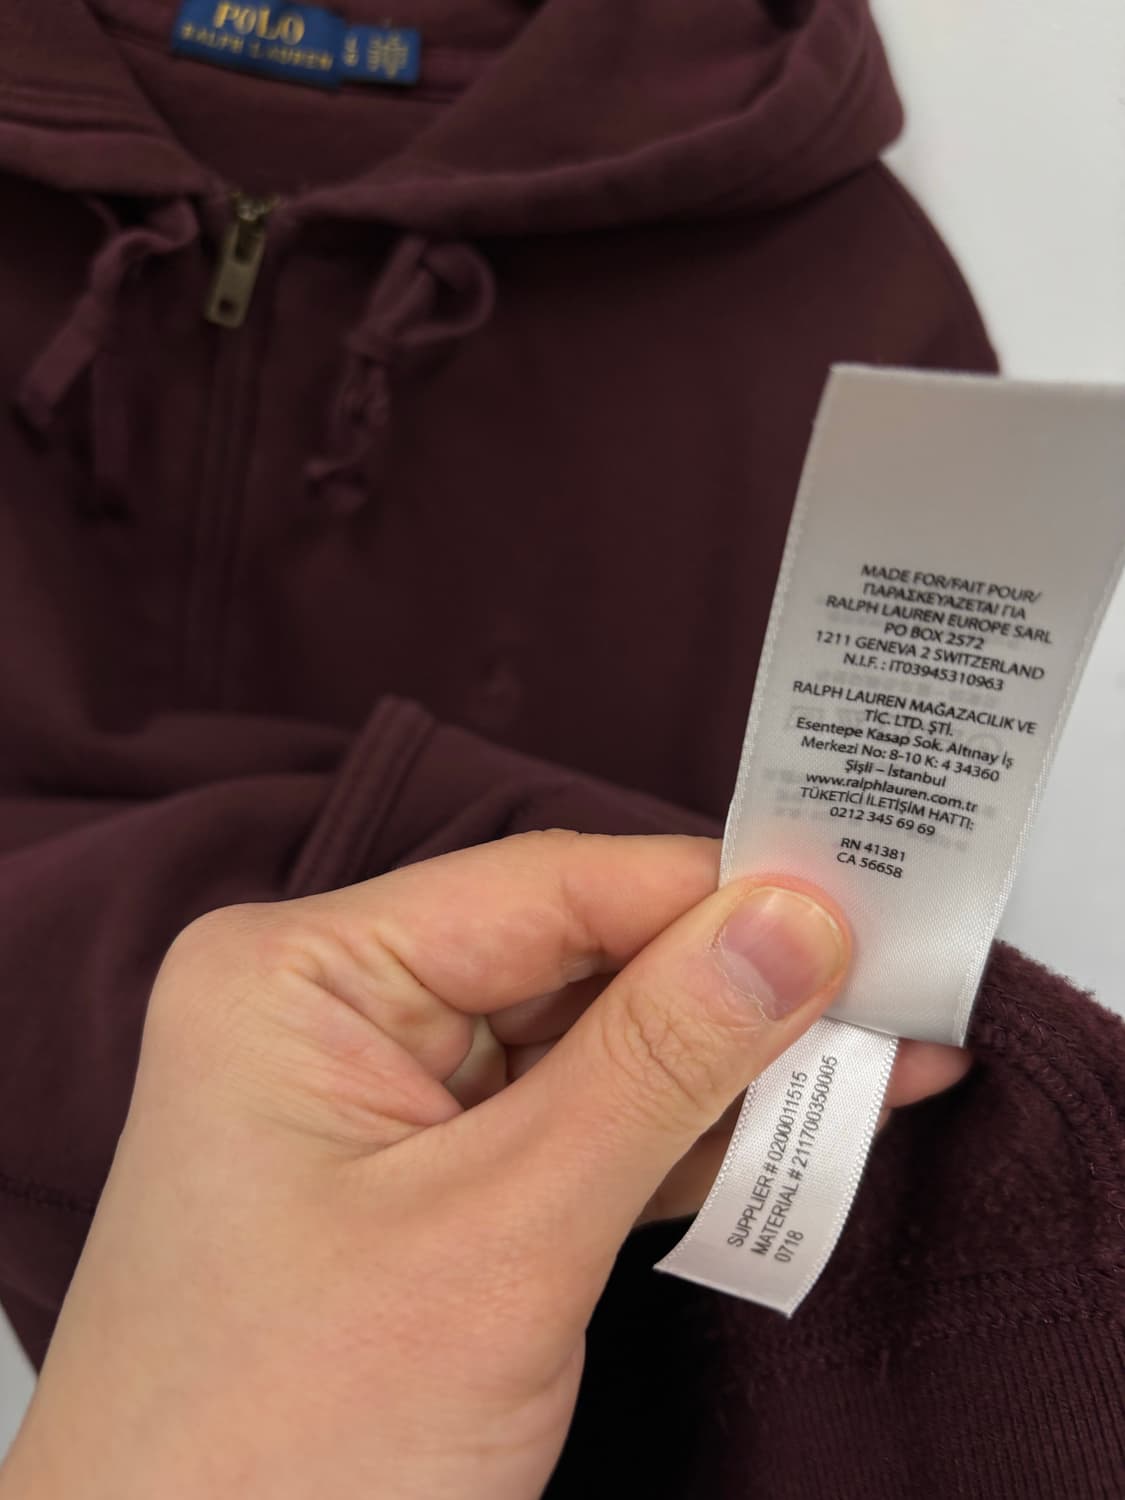 POLO
RALPH LAUREN
MADE FOR/FAIT POUR/
ΠΑΡΑΣΚΕΥΑΖΕΤΑΙ ΓΙΑ
RALPH LAUREN EUROPE SARL
PO BOX 2572
1211 GENEVA 2 SWITZERLAND
N.I.F. : IT03945310963
RALPH LAUREN MAĞAZACILIK VE
TİC. LTD. ŞTİ.
Esentepe Kasap Sok. Altınay İş
Merkezi No: 8-10 K: 4 34360
Şişli – İstanbul
www.ralphlauren.com.tr
TÜKETİCİ İLETİŞİM HATTI:
0212 345 69 69
RN 41381
CA 56658
SUPPLIER # 0200011515
MATERIAL # 211700350005
0718